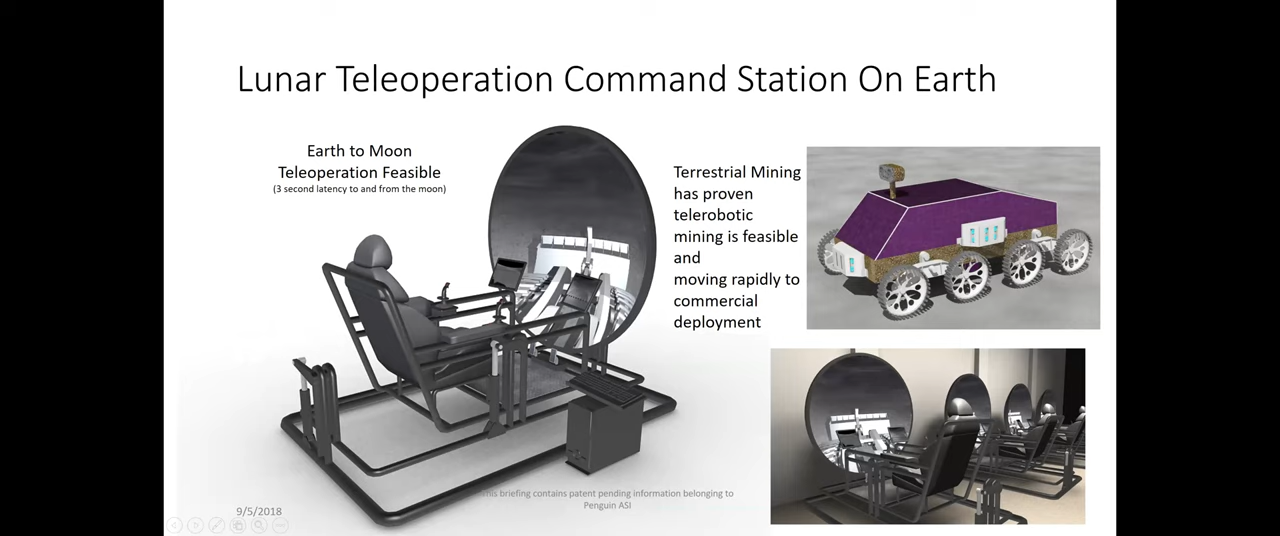 Lunar Teleoperation Command Station On Earth
Earth to Moon
Teleoperation Feasible
(3 second latency to and from the moon)
Terrestrial Mining
has proven
telerobotic
mining is feasible
and
moving rapidly to
commercial
deployment
This briefing contains patent pending information belonging to
Penguin ASI
9/5/2018